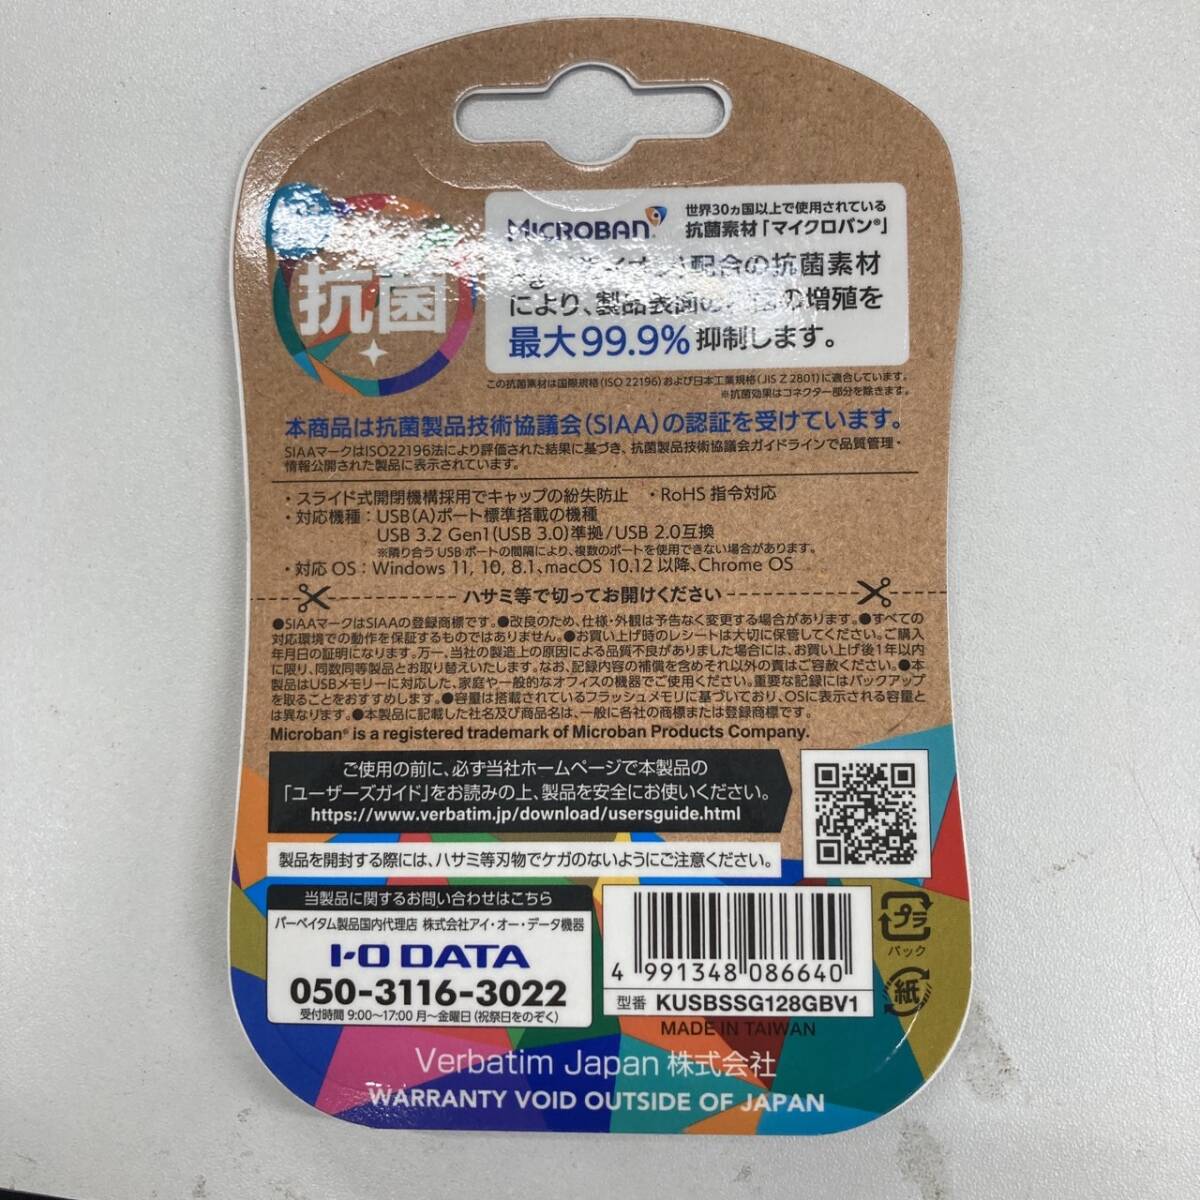 抗菌
MICROBAN
世界30ヵ国以上で使用されている
抗菌素材「マイクロバン®」
配合の抗菌素材
により、製品表面の の増殖を
最大99.9%抑制します。
この抗菌素材は国際規格(ISO 22196)および日本工業規格(JIS Z 2801)に適合しています。
※抗菌効果はコネクター部分を除きます。
本商品は抗菌製品技術協議会(SIAA)の認証を受けています。
SIAAマークはISO22196法により評価された結果に基づき、抗菌製品技術協議会ガイドラインで品質管理・
情報公開された製品に表示されています。
・スライド式開閉機構採用でキャップの紛失防止 ・RoHS 指令対応
・対応機種：USB(A)ポート標準搭載の機種
USB 3.2 Gen1(USB 3.0)準拠/USB 2.0互換
※隣り合う USB ポートの間隔により、複数のポートを使用できない場合があります。
・対応 OS：Windows 11, 10, 8.1、macOS 10.12 以降、Chrome OS
ハサミ等で切ってお開けください
●SIAAマークはSIAAの登録商標です。●改良のため、仕様・外観は予告なく変更する場合があります。●すべての
対応環境での動作を保証するものではありません。●お買い上げ時のレシートは大切に保管してください。ご購入
年月日の証明になります。万一、当社の製造上の原因による品質不良がありました場合には、お買い上げ後1年以内
に限り、同数同等製品とお取り替えいたします。なお、記録内容の補償を含めそれ以外の責はご容赦ください。●本
製品はUSBメモリーに対応した、家庭や一般的なオフィスの機器でご使用ください。重要な記録にはバックアップ
を取ることをおすすめします。●容量は搭載されているフラッシュメモリに基づいており、OSに表示される容量と
は異なります。●本製品に記載した社名及び商品名は、一般に各社の商標または登録商標です。
Microban® is a registered trademark of Microban Products Company.
ご使用の前に、必ず当社ホームページで本製品の
「ユーザーズガイド」をお読みの上、製品を安全にお使いください。
https://www.verbatim.jp/download/usersguide.html
製品を開封する際には、ハサミ等刃物でケガのないようにご注意ください。
当製品に関するお問い合わせはこちら
バーベイタム製品国内代理店 株式会社アイ・オー・データ機器
I-O DATA
050-3116-3022
受付時間 9:00〜17:00 月〜金曜日(祝祭日をのぞく)
4 991348 086640
型番 KUSBSSG128GBV1
MADE IN TAIWAN
プラ
パック
紙
Verbatim Japan 株式会社
WARRANTY VOID OUTSIDE OF JAPAN